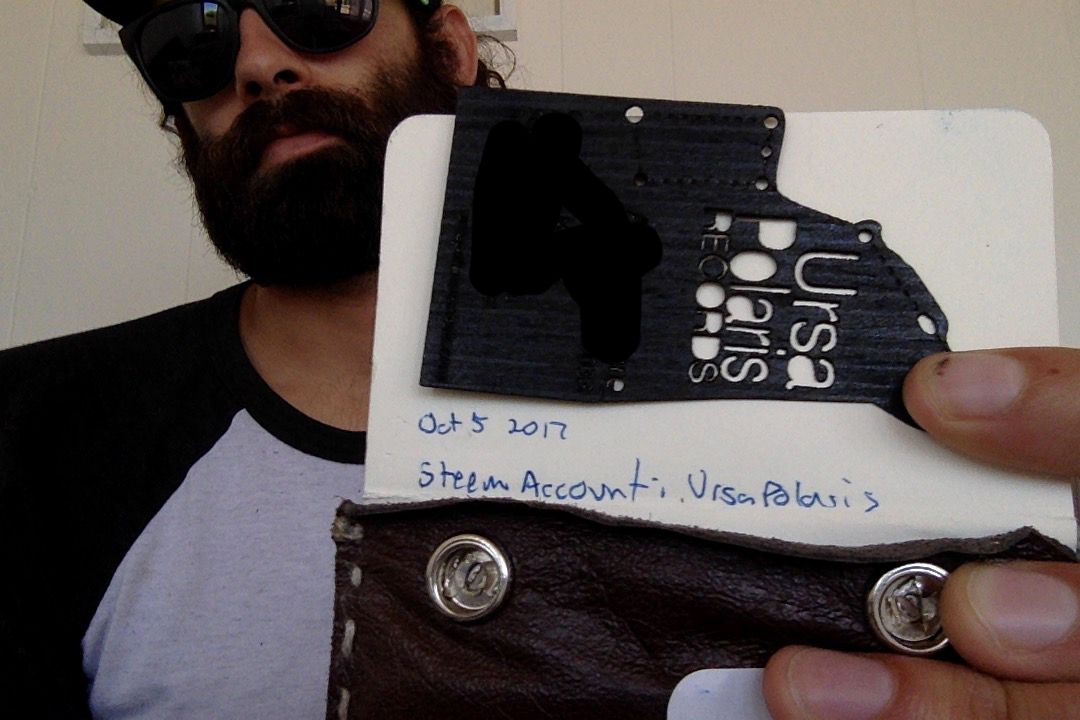 Ursa
Polaris
RECORDS
Oct 5 2017
Steem Account: UrsaPolaris